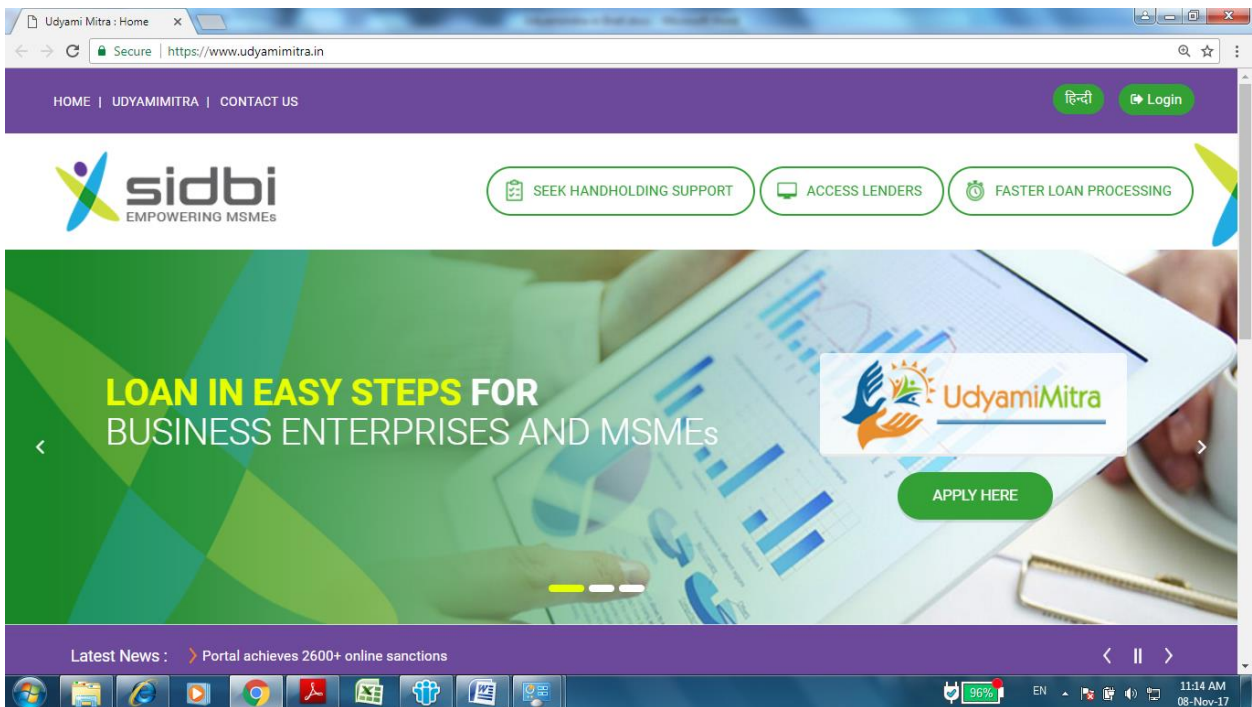 Udyami Mitra : Home
Secure | https://www.udyamimitra.in
HOME | UDYAMIMITRA | CONTACT US
हिन्दी
Login
sidbi
EMPOWERING MSMEs
SEEK HANDHOLDING SUPPORT
ACCESS LENDERS
FASTER LOAN PROCESSING
LOAN IN EASY STEPS FOR
BUSINESS ENTERPRISES AND MSMEs
UdyamiMitra
APPLY HERE
Latest News :
Portal achieves 2600+ online sanctions
96%
EN
11:14 AM
08-Nov-17